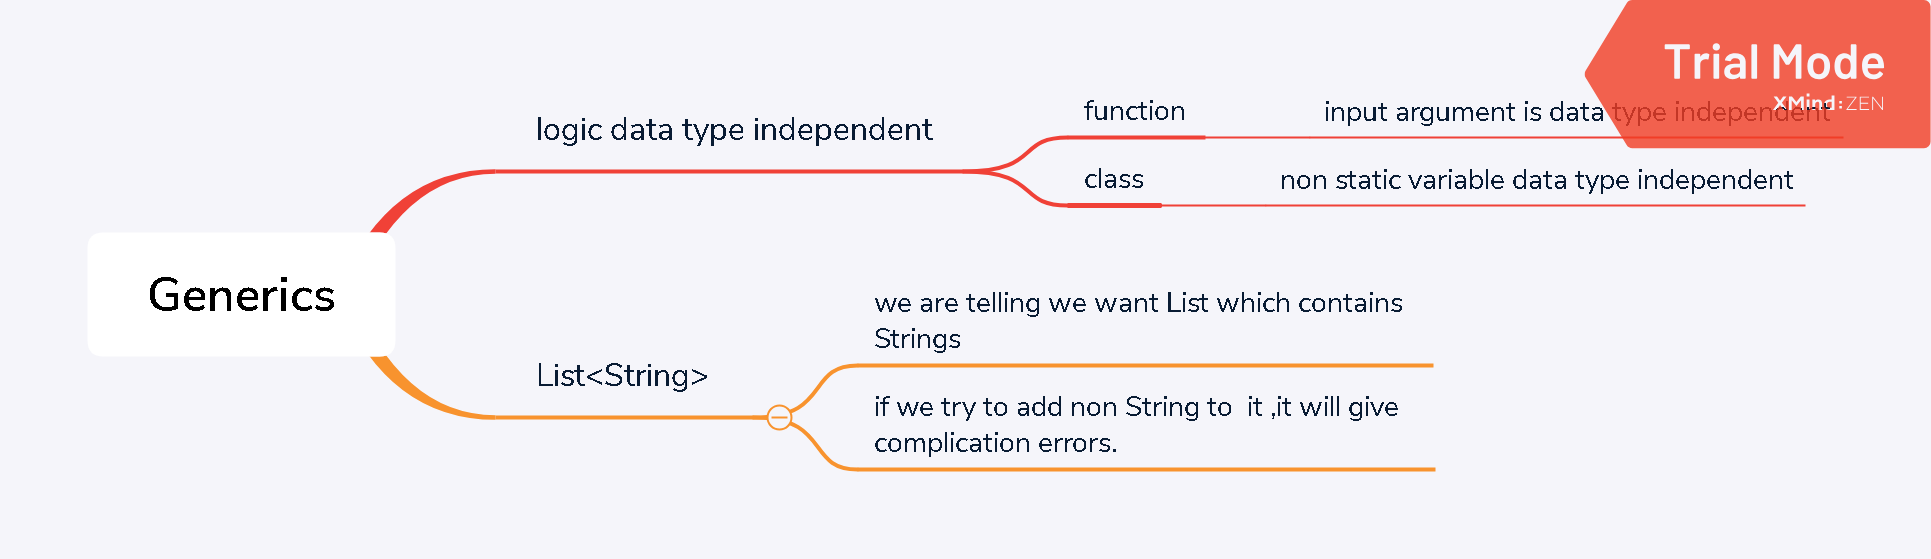 Trial Mode
XMind:ZEN
function
input argument is data type independent
logic data type independent
class
non static variable data type independent
Generics
we are telling we want List which contains
Strings
List<String>
if we try to add non String to  it ,it will give
complication errors.